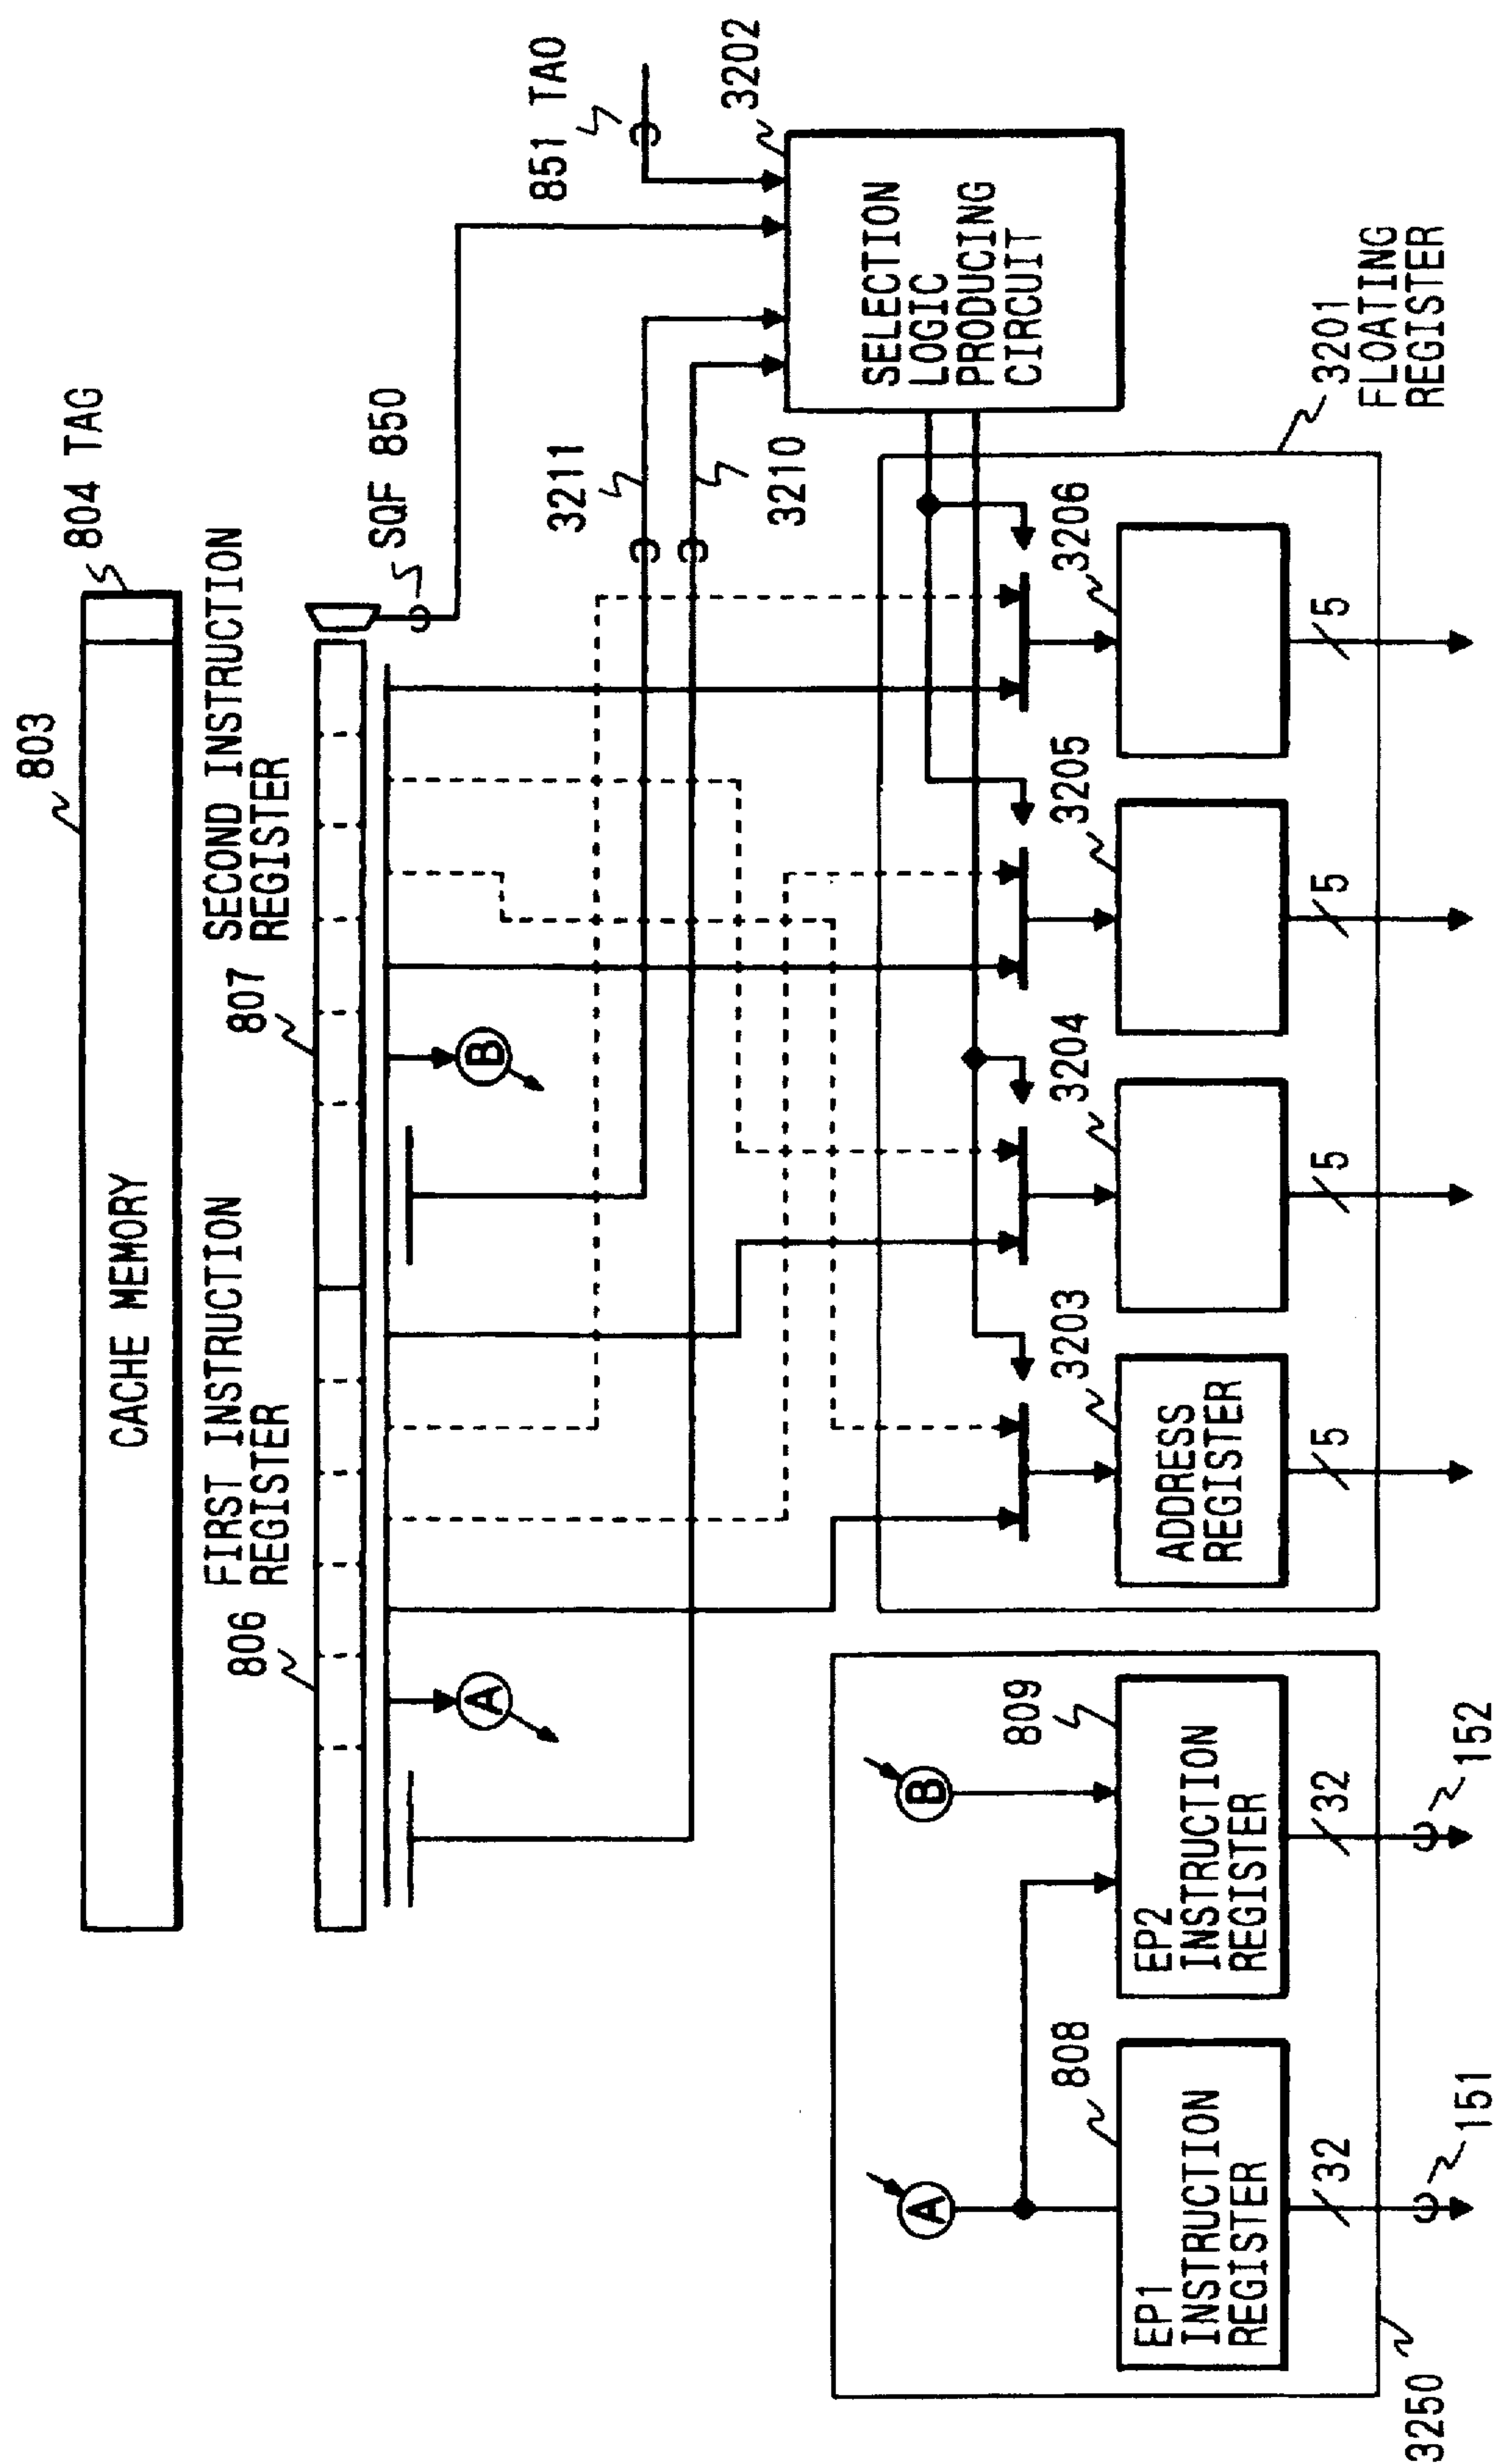 803
CACHE MEMORY
804 TAG
806
FIRST INSTRUCTION
REGISTER
807
SECOND INSTRUCTION
REGISTER
SQF 850
851 TAO
A
B
3211
3210
3202
SELECTION
LOGIC
PRODUCING
CIRCUIT
3201
FLOATING
REGISTER
3203
3204
3205
3206
ADDRESS
REGISTER
5
5
5
5
A
B
808
EP1
INSTRUCTION
REGISTER
809
EP2
INSTRUCTION
REGISTER
32
32
151
152
3250